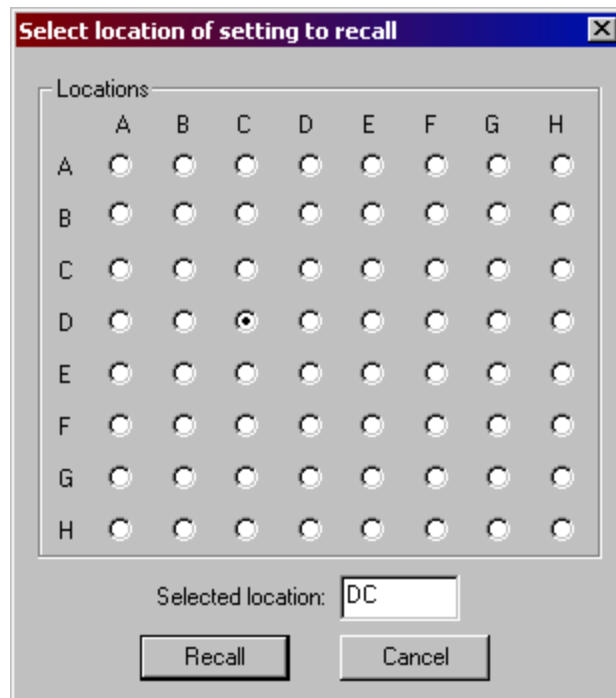 Select location of setting to recall
Locations
A B C D E F G H
A
B
C
D
E
F
G
H
Selected location: DC
Recall Cancel